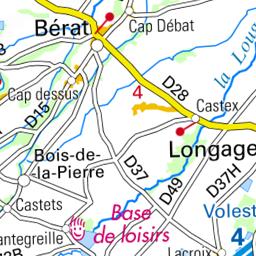 Bérat
Cap Débat
la Loug
Cap dessus
D15
4
D28
Castex
Longage
Bois-de-
la-Pierre
D37
D49
D37H
Castets
Base
de loisirs
Volest
antegreille
Lacroix
4